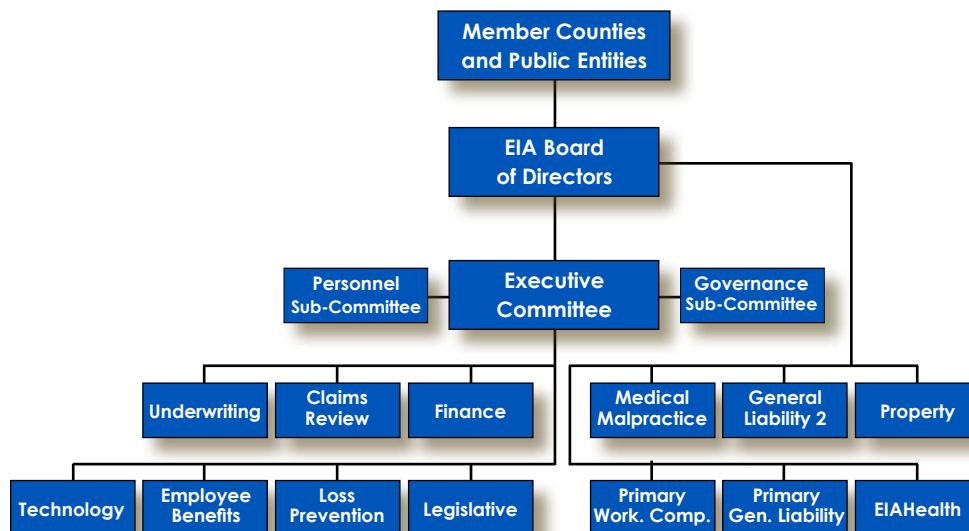 Member Counties
and Public Entities
EIA Board
of Directors
Personnel
Sub-Committee
Executive
Committee
Governance
Sub-Committee
Underwriting
Claims
Review
Finance
Medical
Malpractice
General
Liability 2
Property
Technology
Employee
Benefits
Loss
Prevention
Legislative
Primary
Work. Comp.
Primary
Gen. Liability
EIAHealth